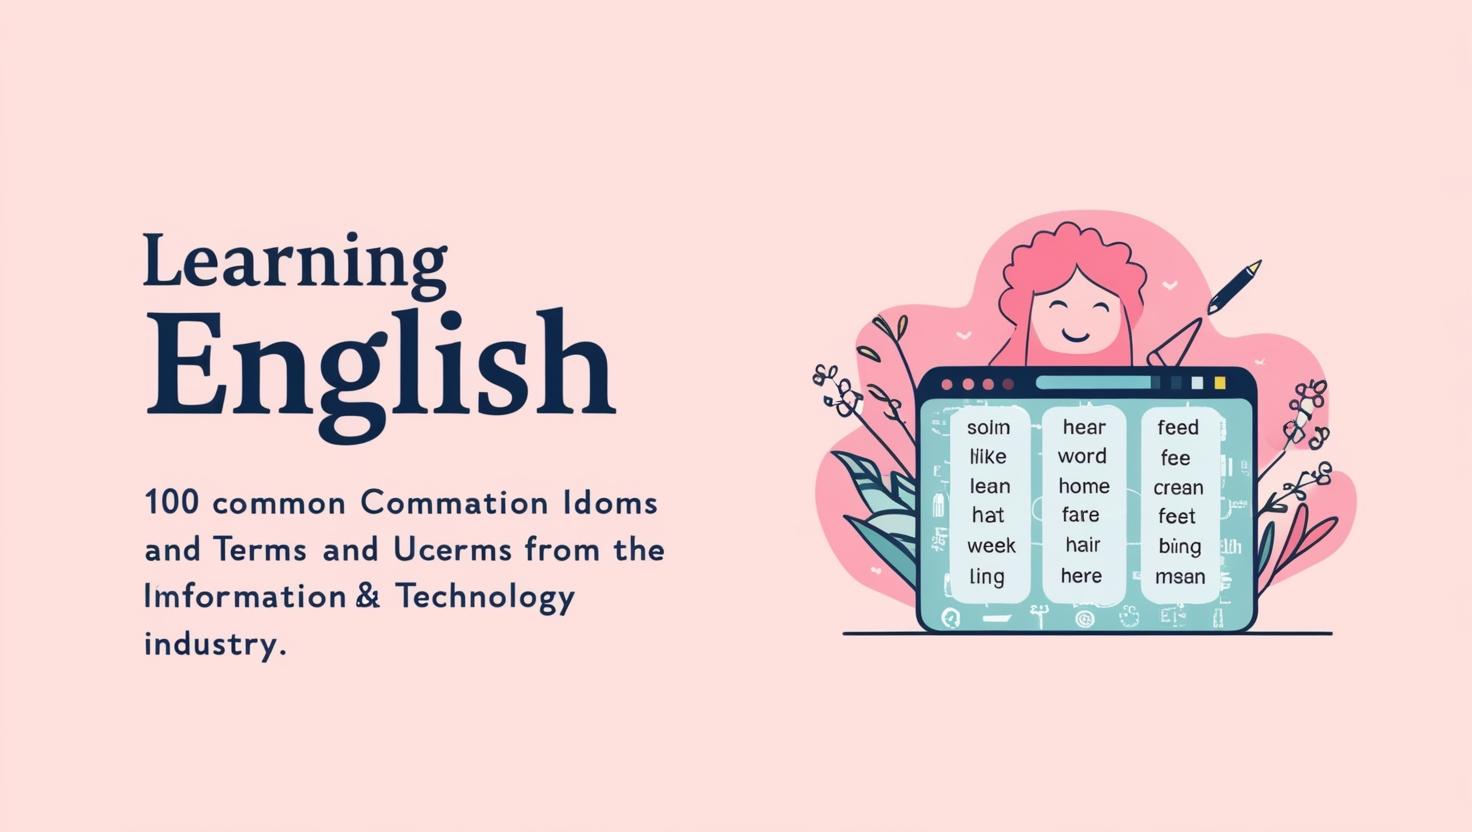 Learning
English
100 common Commation Idoms
and Terms and Ucerms from the
Imformation & Technology
industry.
solm
hlike
lean
hat
week
ling
hear
word
home
fare
hair
here
feed
fee
crean
feet
biing
msan